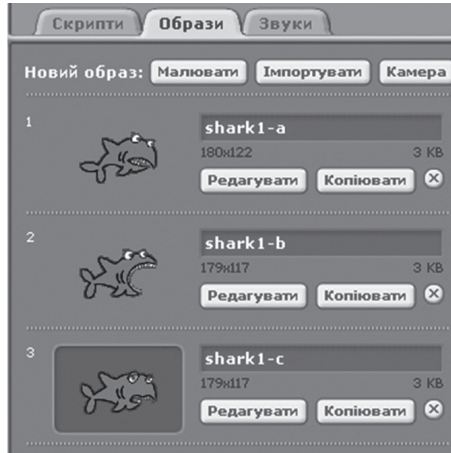 Скрипти Образи Звуки
Новий образ: Малювати Імпортувати Камера
1
shark1-a
180x122 3 KB
Редагувати Копіювати
2
shark1-b
179x117 3 KB
Редагувати Копіювати
3
shark1-c
179x117 3 KB
Редагувати Копіювати